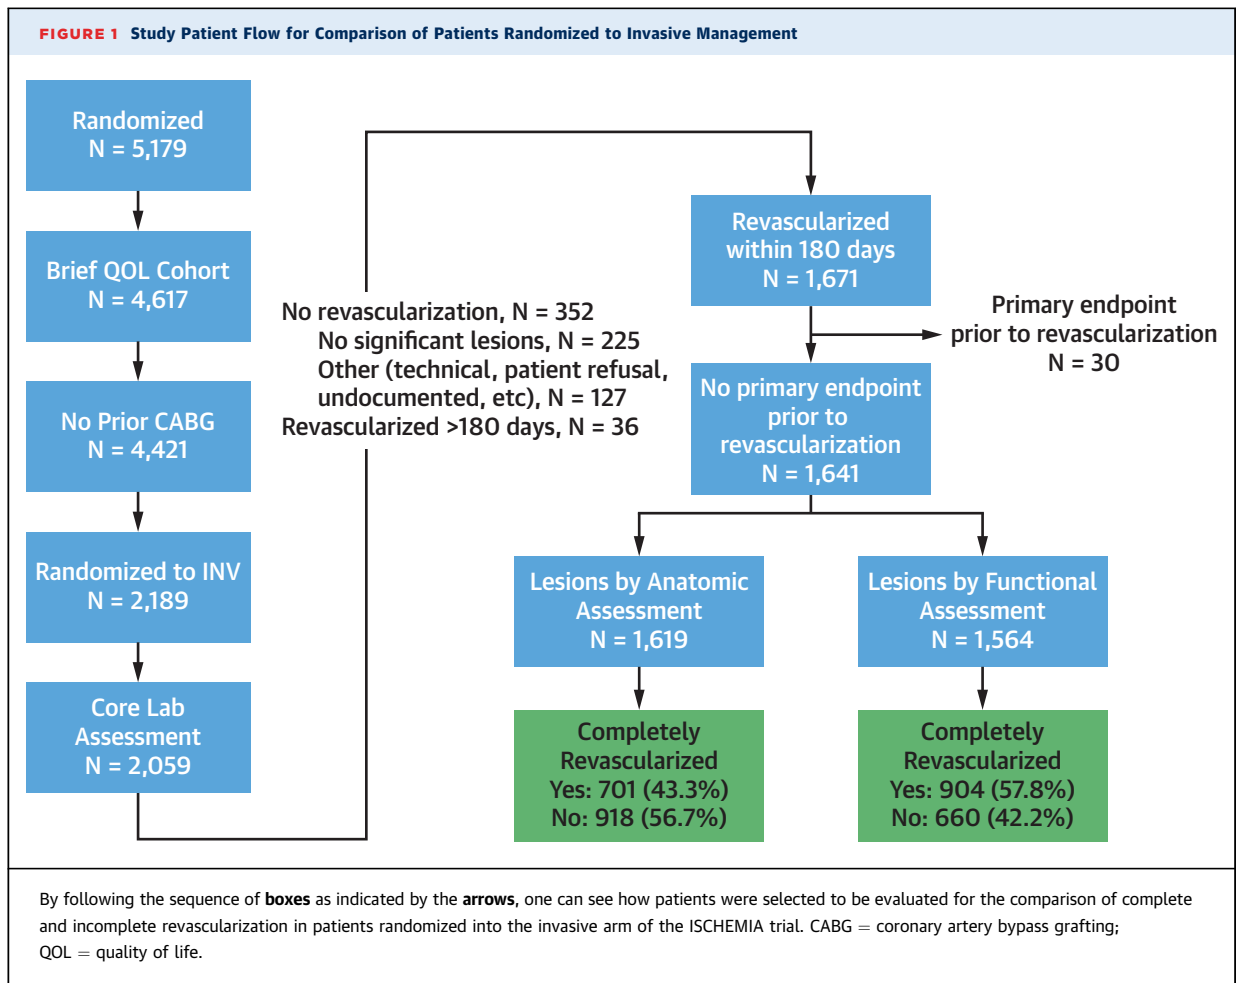 FIGURE 1 Study Patient Flow for Comparison of Patients Randomized to Invasive Management
Randomized
N = 5,179
Brief QOL Cohort
N = 4,617
No Prior CABG
N = 4,421
Randomized to INV
N = 2,189
Core Lab
Assessment
N = 2,059
No revascularization, N = 352
No significant lesions, N = 225
Other (technical, patient refusal,
undocumented, etc), N = 127
Revascularized >180 days, N = 36
Revascularized
within 180 days
N = 1,671
Primary endpoint
prior to revascularization
N = 30
No primary endpoint
prior to
revascularization
N = 1,641
Lesions by Anatomic
Assessment
N = 1,619
Lesions by Functional
Assessment
N = 1,564
Completely
Revascularized
Yes: 701 (43.3%)
No: 918 (56.7%)
Completely
Revascularized
Yes: 904 (57.8%)
No: 660 (42.2%)
By following the sequence of boxes as indicated by the arrows, one can see how patients were selected to be evaluated for the comparison of complete
and incomplete revascularization in patients randomized into the invasive arm of the ISCHEMIA trial. CABG = coronary artery bypass grafting;
QOL = quality of life.